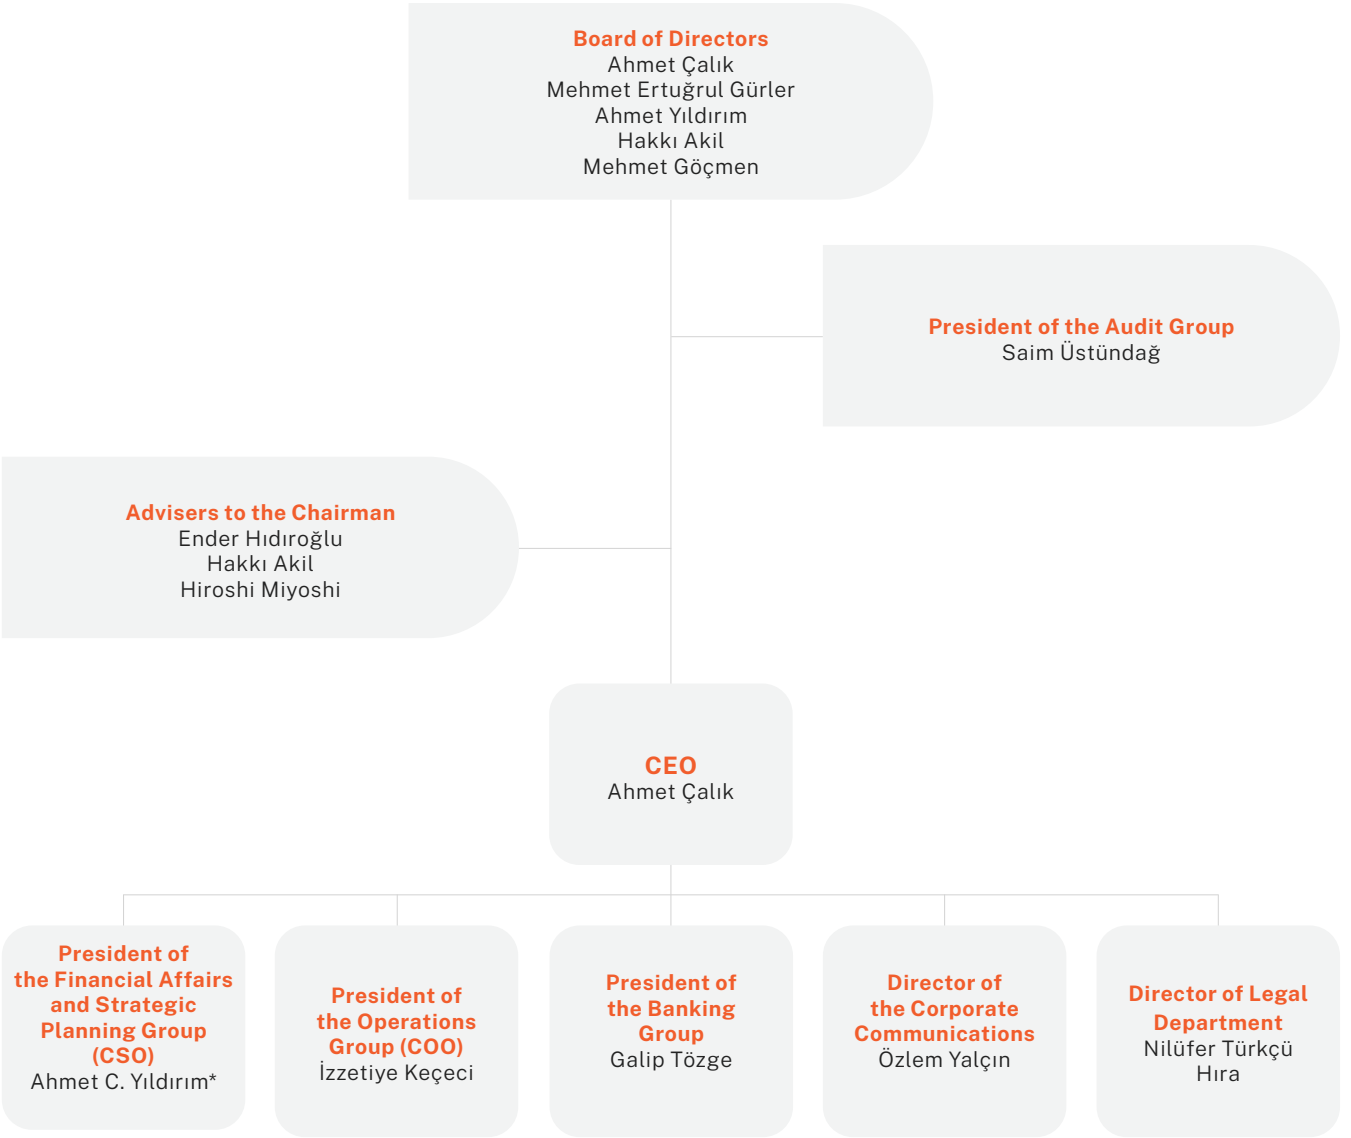 Board of Directors
Ahmet Çalık
Mehmet Ertuğrul Gürler
Ahmet Yıldırım
Hakkı Akil
Mehmet Göçmen
President of the Audit Group
Saim Üstündağ
Advisers to the Chairman
Ender Hıdıroğlu
Hakkı Akil
Hiroshi Miyoshi
CEO
Ahmet Çalık
President of
the Financial Affairs
and Strategic
Planning Group
(CSO)
Ahmet C. Yıldırım*
President of
the Operations
Group (COO)
İzzetiye Keçeci
President of
the Banking
Group
Galip Tözge
Director of
the Corporate
Communications
Özlem Yalçın
Director of Legal
Department
Nilüfer Türkçü
Hıra